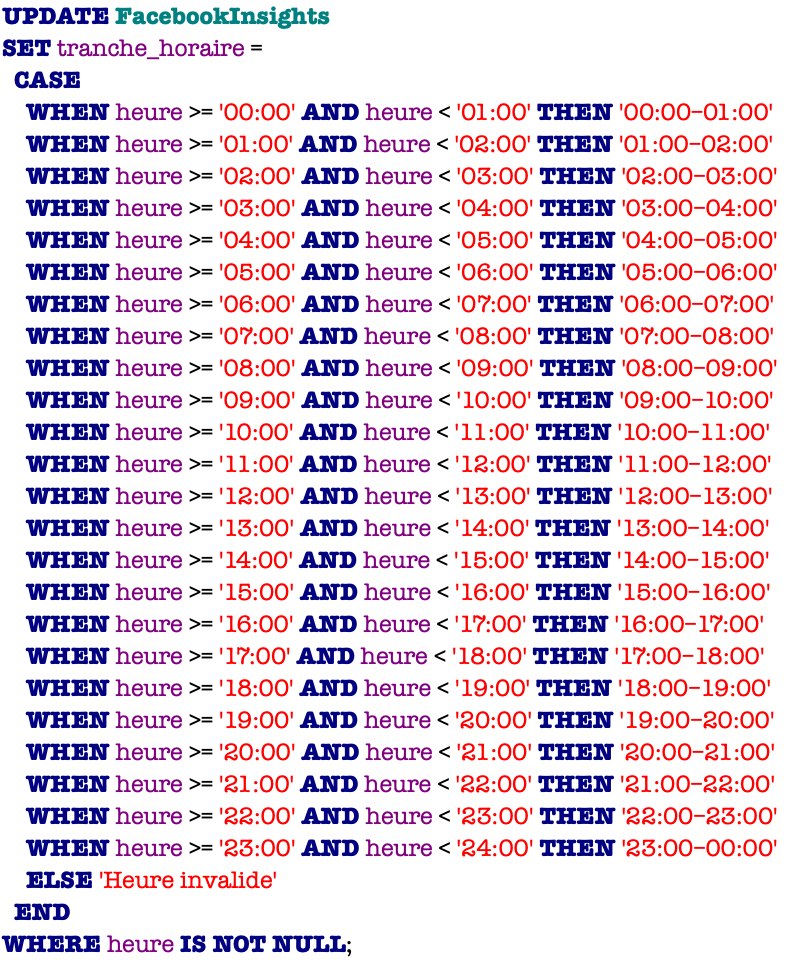 UPDATE FacebookInsights
SET tranche_horaire =
CASE
WHEN heure >= '00:00' AND heure < '01:00' THEN '00:00-01:00'
WHEN heure >= '01:00' AND heure < '02:00' THEN '01:00-02:00'
WHEN heure >= '02:00' AND heure < '03:00' THEN '02:00-03:00'
WHEN heure >= '03:00' AND heure < '04:00' THEN '03:00-04:00'
WHEN heure >= '04:00' AND heure < '05:00' THEN '04:00-05:00'
WHEN heure >= '05:00' AND heure < '06:00' THEN '05:00-06:00'
WHEN heure >= '06:00' AND heure < '07:00' THEN '06:00-07:00'
WHEN heure >= '07:00' AND heure < '08:00' THEN '07:00-08:00'
WHEN heure >= '08:00' AND heure < '09:00' THEN '08:00-09:00'
WHEN heure >= '09:00' AND heure < '10:00' THEN '09:00-10:00'
WHEN heure >= '10:00' AND heure < '11:00' THEN '10:00-11:00'
WHEN heure >= '11:00' AND heure < '12:00' THEN '11:00-12:00'
WHEN heure >= '12:00' AND heure < '13:00' THEN '12:00-13:00'
WHEN heure >= '13:00' AND heure < '14:00' THEN '13:00-14:00'
WHEN heure >= '14:00' AND heure < '15:00' THEN '14:00-15:00'
WHEN heure >= '15:00' AND heure < '16:00' THEN '15:00-16:00'
WHEN heure >= '16:00' AND heure < '17:00' THEN '16:00-17:00'
WHEN heure >= '17:00' AND heure < '18:00' THEN '17:00-18:00'
WHEN heure >= '18:00' AND heure < '19:00' THEN '18:00-19:00'
WHEN heure >= '19:00' AND heure < '20:00' THEN '19:00-20:00'
WHEN heure >= '20:00' AND heure < '21:00' THEN '20:00-21:00'
WHEN heure >= '21:00' AND heure < '22:00' THEN '21:00-22:00'
WHEN heure >= '22:00' AND heure < '23:00' THEN '22:00-23:00'
WHEN heure >= '23:00' AND heure < '24:00' THEN '23:00-00:00'
ELSE 'Heure invalide'
END
WHERE heure IS NOT NULL;